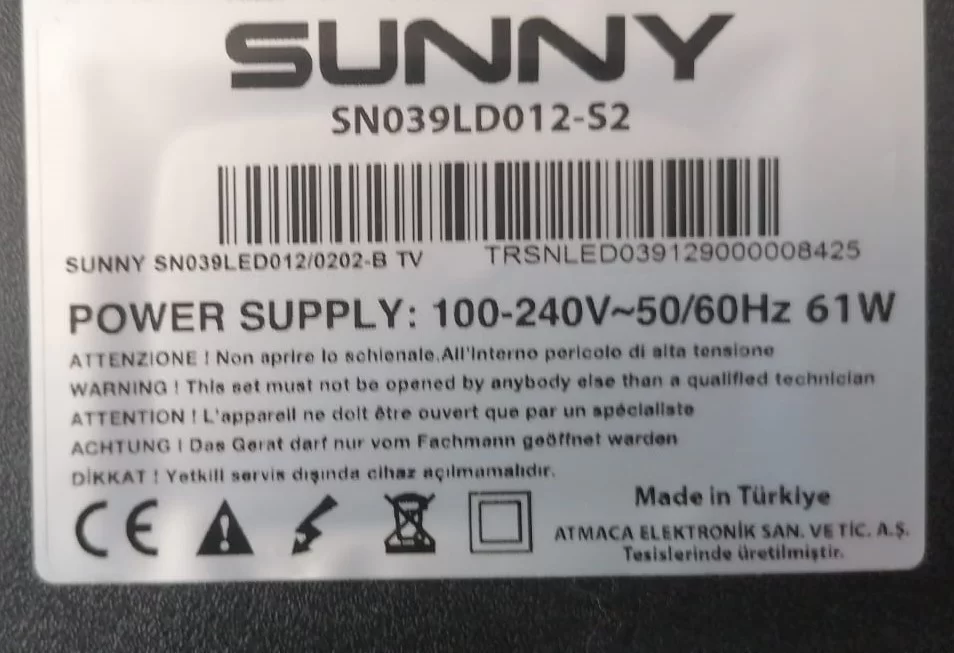 SUNNY
SN039LD012-S2
SUNNY SN039LED012/0202-B TV TRSNLED039129000008425
POWER SUPPLY: 100-240V~50/60Hz 61W
ATTENZIONE ! Non aprire lo schienale.All'interno pericolo di alta tensione
WARNING ! This set must not be opened by anybody else than a qualified technician
ATTENTION ! L'appareil ne doit être ouvert que par un spécialiste
ACHTUNG ! Das Gerat darf nur vom Fachmann geöffnet warden
DİKKAT ! Yetkili servis dışında cihaz açılmamalıdır.
CE
Made in Türkiye
ATMACA ELEKTRONİK SAN. VE TİC. A.Ş.
Tesislerinde üretilmiştir.